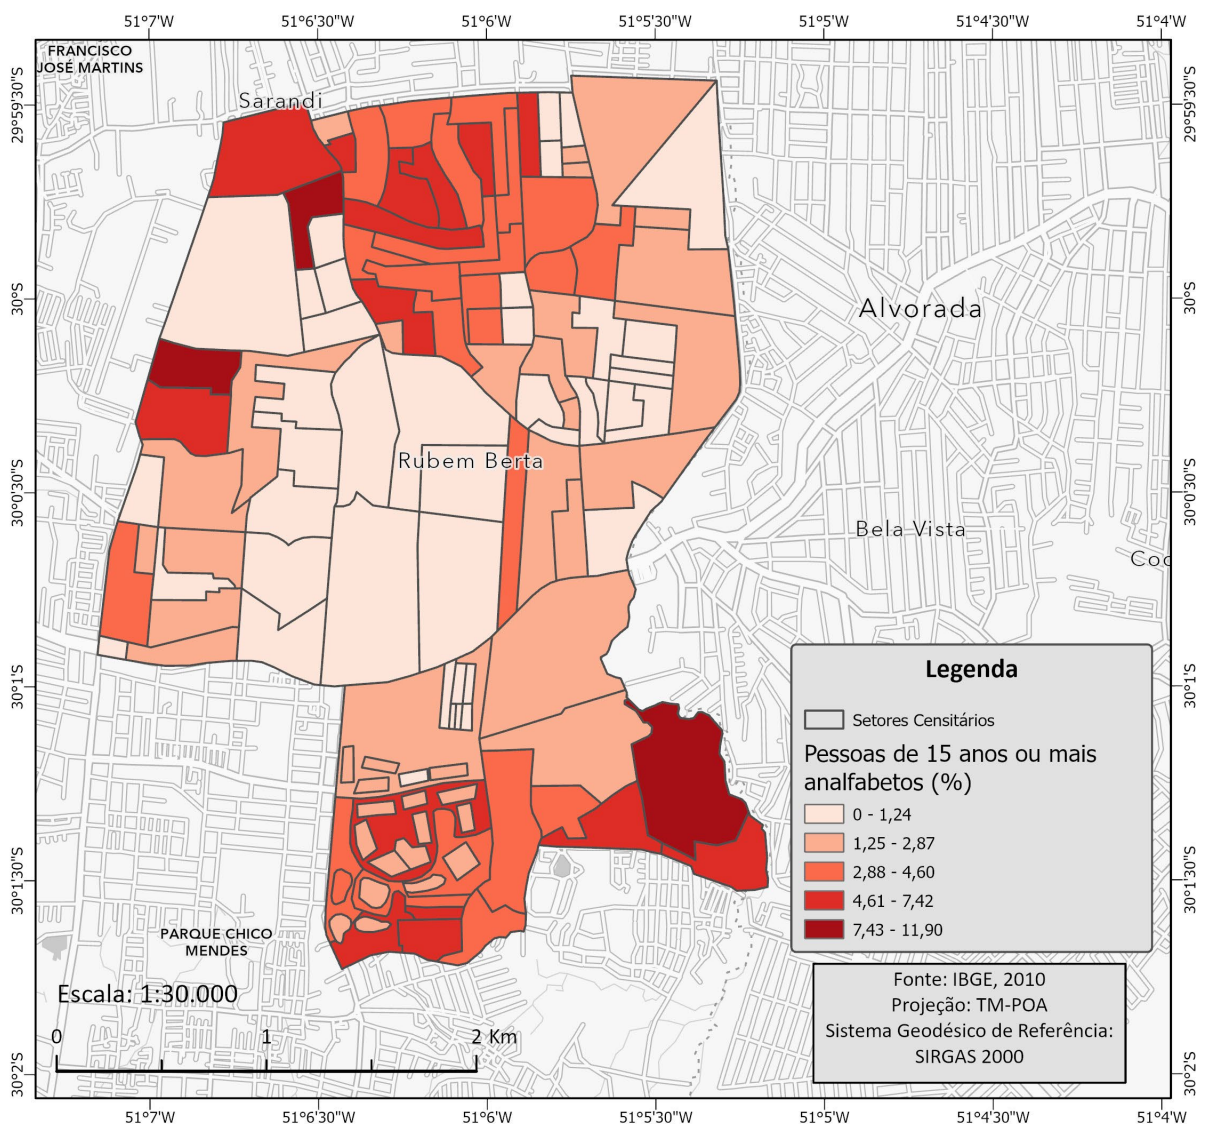 51°7'W 51°6'30"W 51°6'W 51°5'30"W 51°5'W 51°4'30"W 51°4'W
FRANCISCO
JOSÉ MARTINS
Sarandi
29°59'30"S 29°59'30"S
Alvorada
30°S 30°S
Rubem Berta
Bela Vista
30°0'30"S 30°0'30"S
Coc
Legenda
Setores Censitários
Pessoas de 15 anos ou mais
analfabetos (%)
0 - 1,24
1,25 - 2,87
2,88 - 4,60
4,61 - 7,42
7,43 - 11,90
30°1'S 30°1'S
30°1'30"S 30°1'30"S
PARQUE CHICO
MENDES
Escala: 1:30.000
0 1 2 Km
Fonte: IBGE, 2010
Projeção: TM-POA
Sistema Geodésico de Referência:
SIRGAS 2000
30°2'S 30°2'S
51°7'W 51°6'30"W 51°6'W 51°5'30"W 51°5'W 51°4'30"W 51°4'W